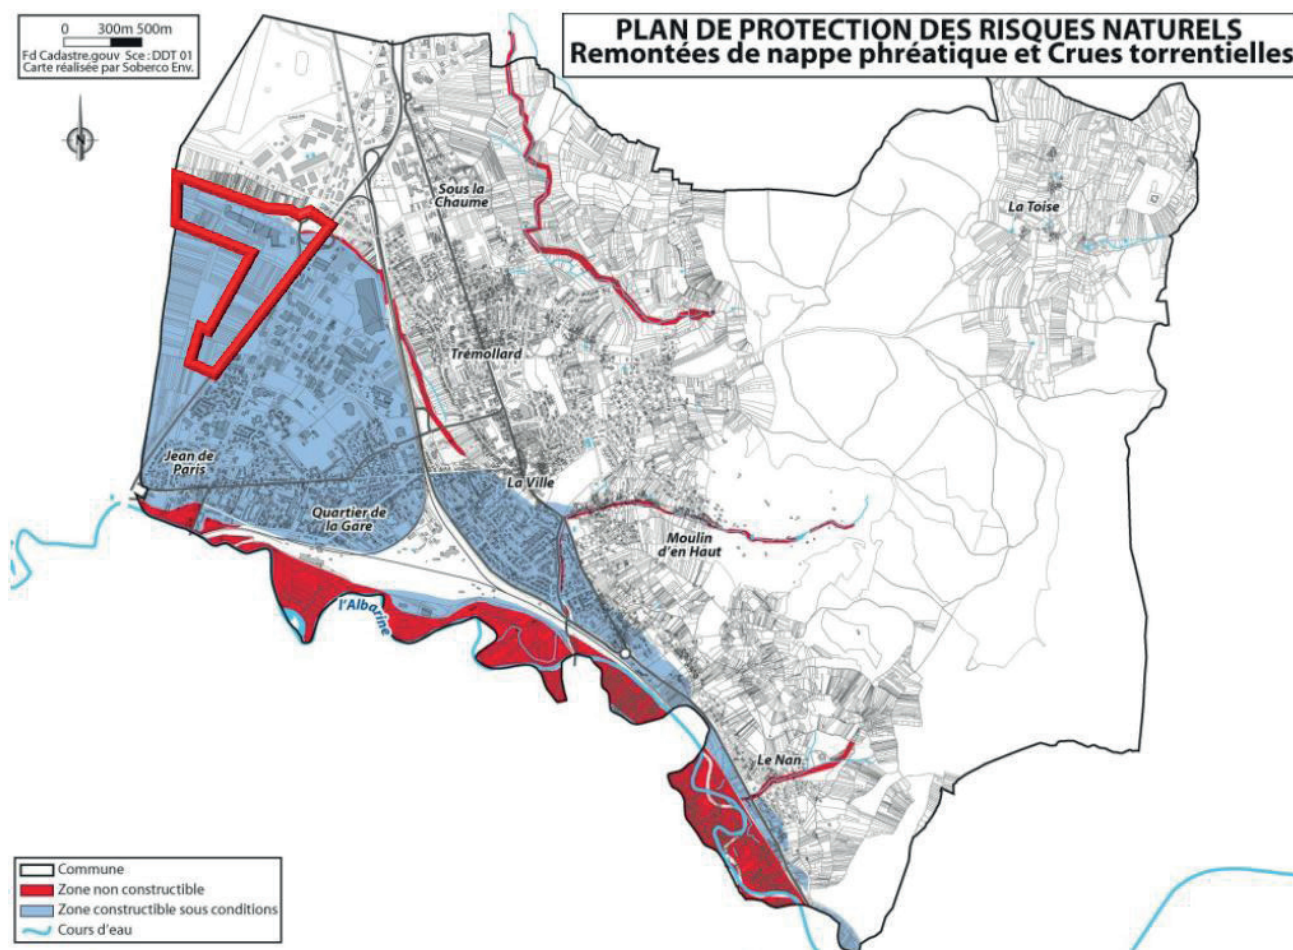 PLAN DE PROTECTION DES RISQUES NATURELS
Remontées de nappe phréatique et Crues torrentielles
0 300m 500m
Fd Cadastre.gouv Sce : DDT 01
Carte réalisée par Soberco Env.
N
Sous la
Chaume
La Toise
Trémollard
Jean de
Paris
La Ville
Quartier de
la Gare
Moulin
d'en Haut
l'Albarine
Le Nan
Commune
Zone non constructible
Zone constructible sous conditions
Cours d'eau